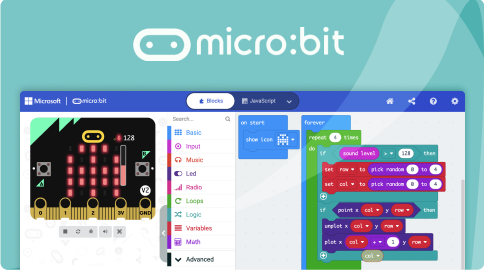 micro:bit
Microsoft
micro:bit
Blocks
JavaScript
128
V2
0 1 2 3V GND
Search...
Basic
Input
Music
Led
Radio
Loops
Logic
Variables
Math
Advanced
on start
show icon
forever
repeat 4 times
do
if sound level > 128 then
set row to pick random 0 to 4
set col to pick random 0 to 4
if point x col y row then
unplot x col y row
plot x col + 1 y row
col